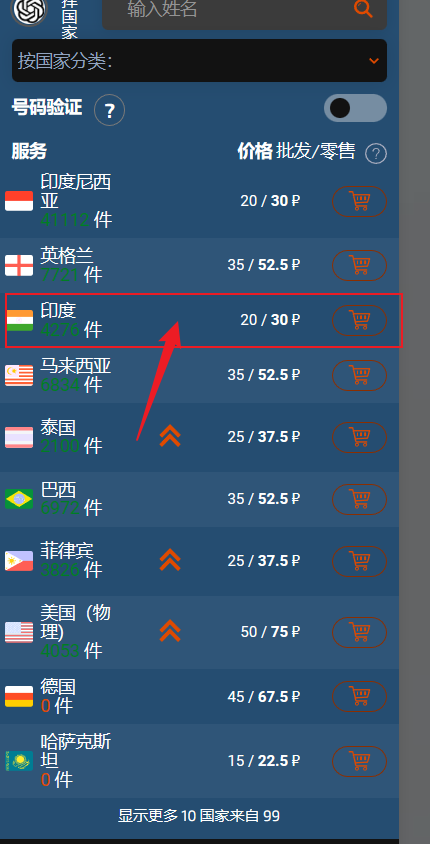 择
国
家
输入姓名
按国家分类：
号码验证 ?
服务 价格 批发/零售 ?
印度尼西
亚
41112 件
20 / 30 ₽
英格兰
7721 件
35 / 52.5 ₽
印度
4276 件
20 / 30 ₽
马来西亚
件
35 / 52.5 ₽
泰国
2100 件
25 / 37.5 ₽
巴西
件
35 / 52.5 ₽
菲律宾
3826 件
25 / 37.5 ₽
美国（物
理)
件
50 / 75 ₽
德国
0 件
45 / 67.5 ₽
哈萨克斯
坦
0 件
15 / 22.5 ₽
显示更多 10 国家来自 99